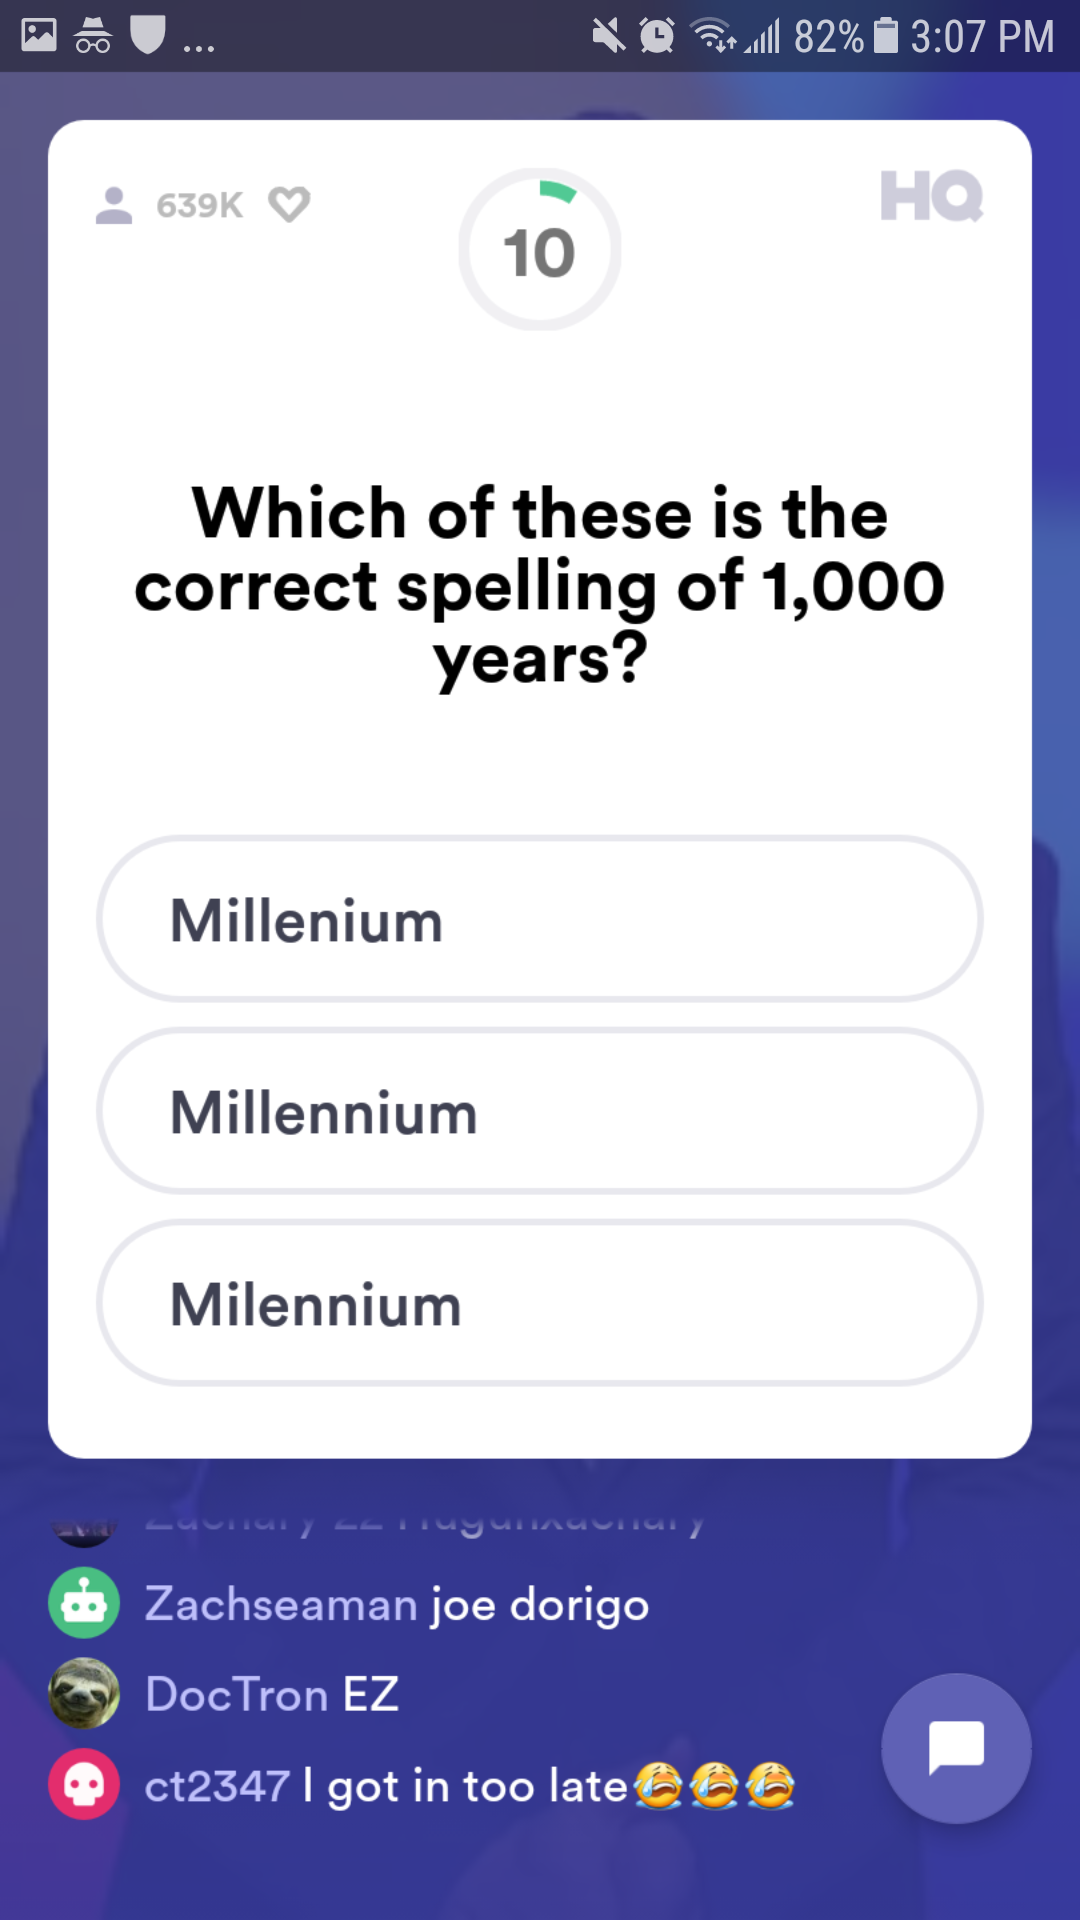 ... 82% 3:07 PM
639K
10
HQ
Which of these is the
correct spelling of 1,000
years?
Millenium
Millennium
Milennium
Zachseaman joe dorigo
DocTron EZ
ct2347 I got in too late😭😭😭